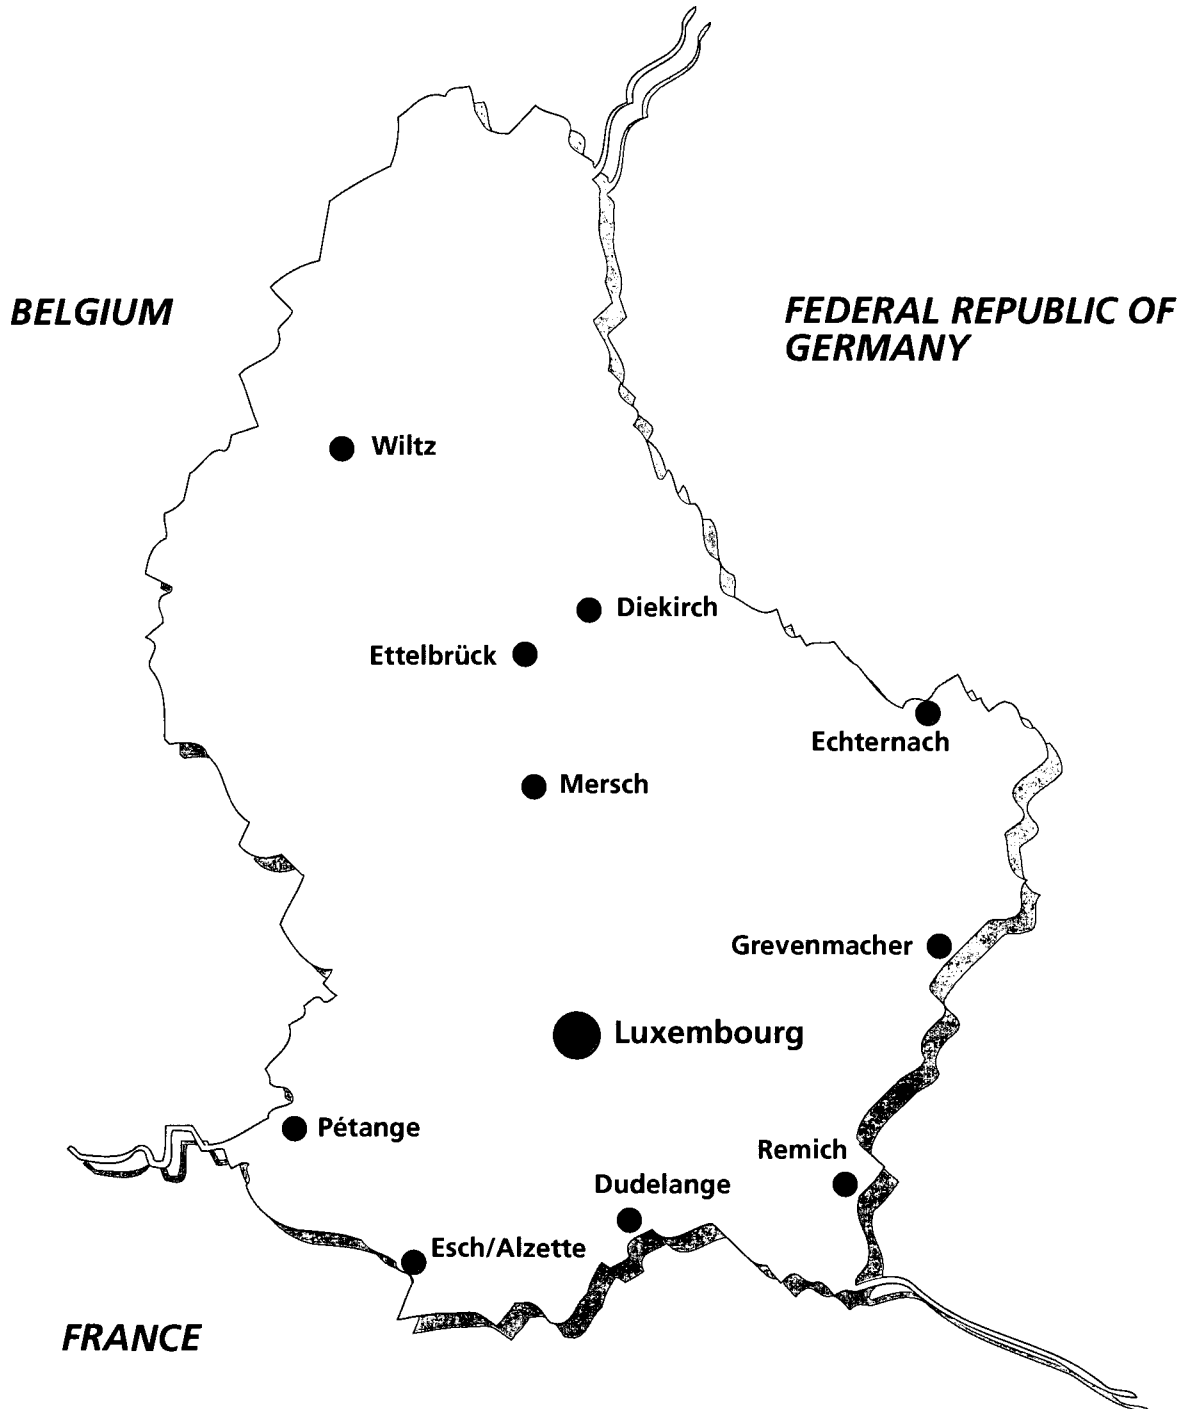 BELGIUM
FEDERAL REPUBLIC OF
GERMANY
Wiltz
Diekirch
Ettelbrück
Echternach
Mersch
Grevenmacher
Luxembourg
Pétange
Remich
Dudelange
Esch/Alzette
FRANCE